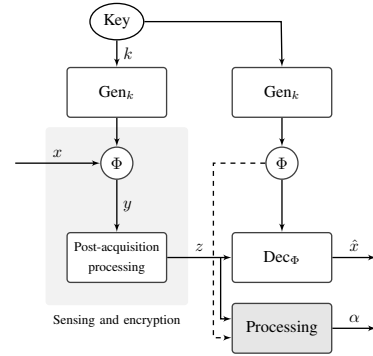 Key
k
Gen_k
Gen_k
x
Φ
Φ
y
Post-acquisition
processing
z
Dec_Φ
x̂
Sensing and encryption
Processing
α